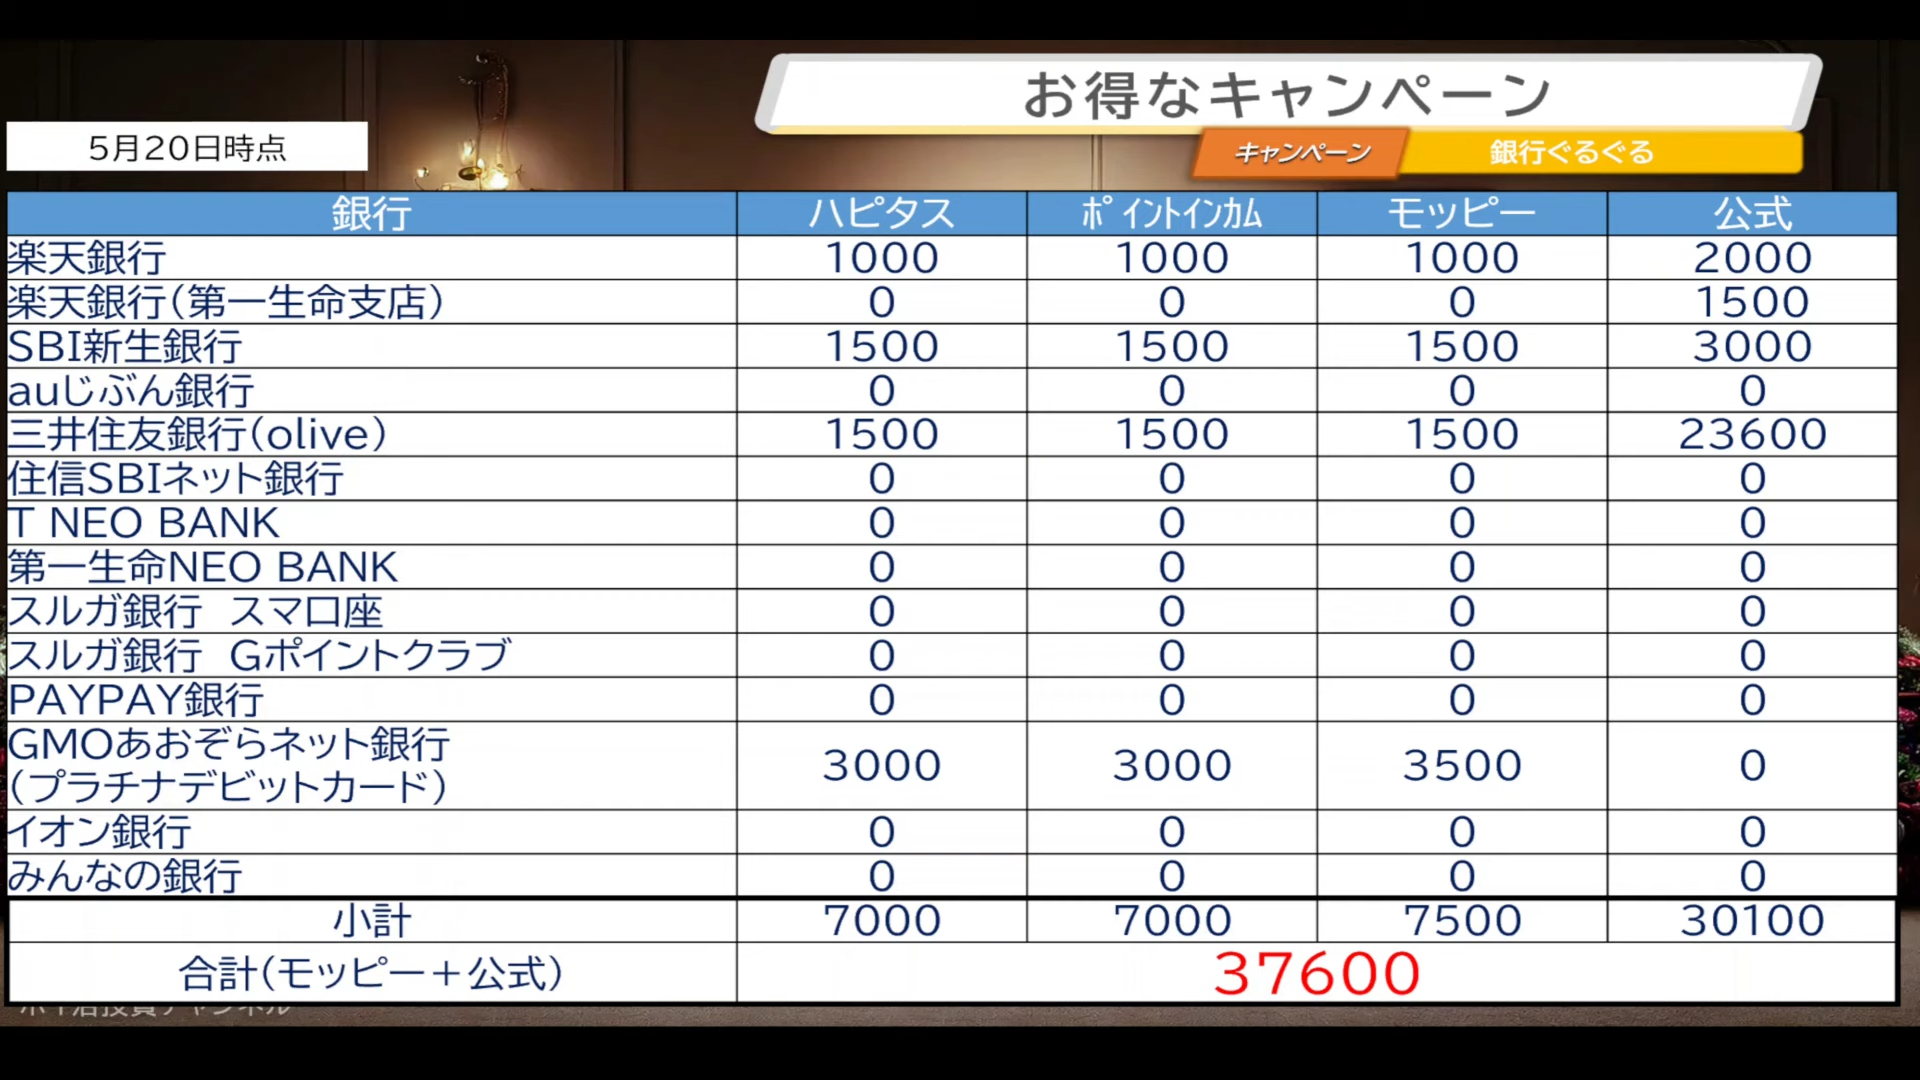 お得なキャンペーン
キャンペーン 銀行ぐるぐる
5月20日時点
銀行 ハピタス ﾎﾟｲﾝﾄｲﾝｶﾑ モッピー 公式
楽天銀行 1000 1000 1000 2000
楽天銀行(第一生命支店) 0 0 0 1500
SBI新生銀行 1500 1500 1500 3000
auじぶん銀行 0 0 0 0
三井住友銀行(olive) 1500 1500 1500 23600
住信SBIネット銀行 0 0 0 0
T NEO BANK 0 0 0 0
第一生命NEO BANK 0 0 0 0
スルガ銀行　スマ口座 0 0 0 0
スルガ銀行　Gポイントクラブ 0 0 0 0
PAYPAY銀行 0 0 0 0
GMOあおぞらネット銀行
(プラチナデビットカード) 3000 3000 3500 0
イオン銀行 0 0 0 0
みんなの銀行 0 0 0 0
小計 7000 7000 7500 30100
合計(モッピー＋公式) 37600